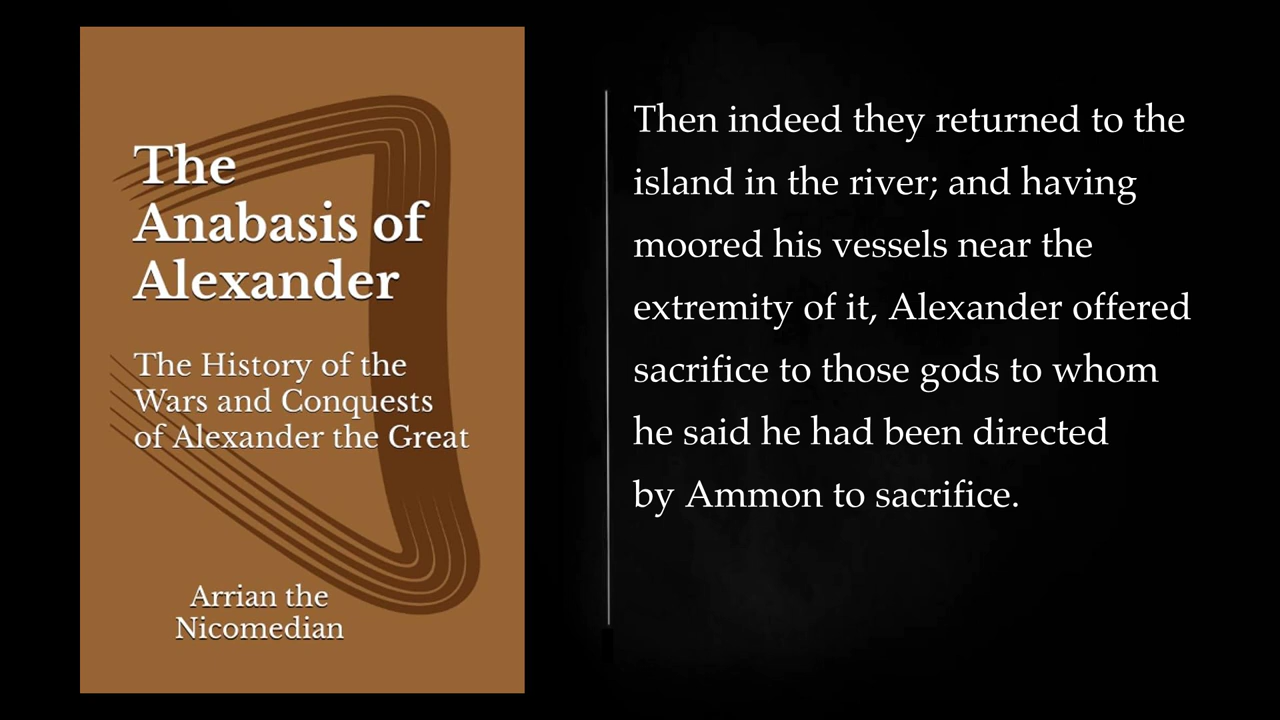 The
Anabasis of
Alexander
The History of the
Wars and Conquests
of Alexander the Great
Arrian the
Nicomedian
Then indeed they returned to the
island in the river; and having
moored his vessels near the
extremity of it, Alexander offered
sacrifice to those gods to whom
he said he had been directed
by Ammon to sacrifice.